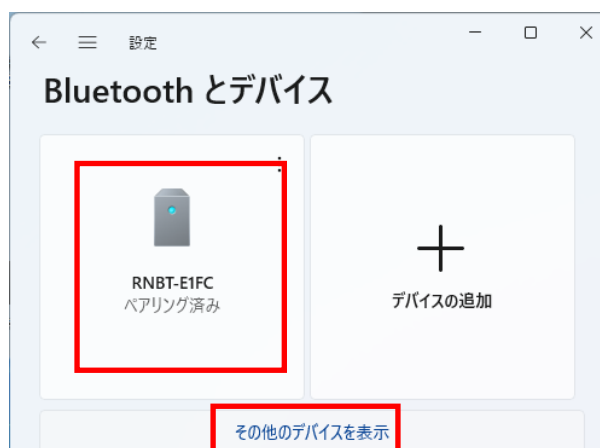 設定
Bluetooth とデバイス
RNBT-E1FC
ペアリング済み
デバイスの追加
その他のデバイスを表示